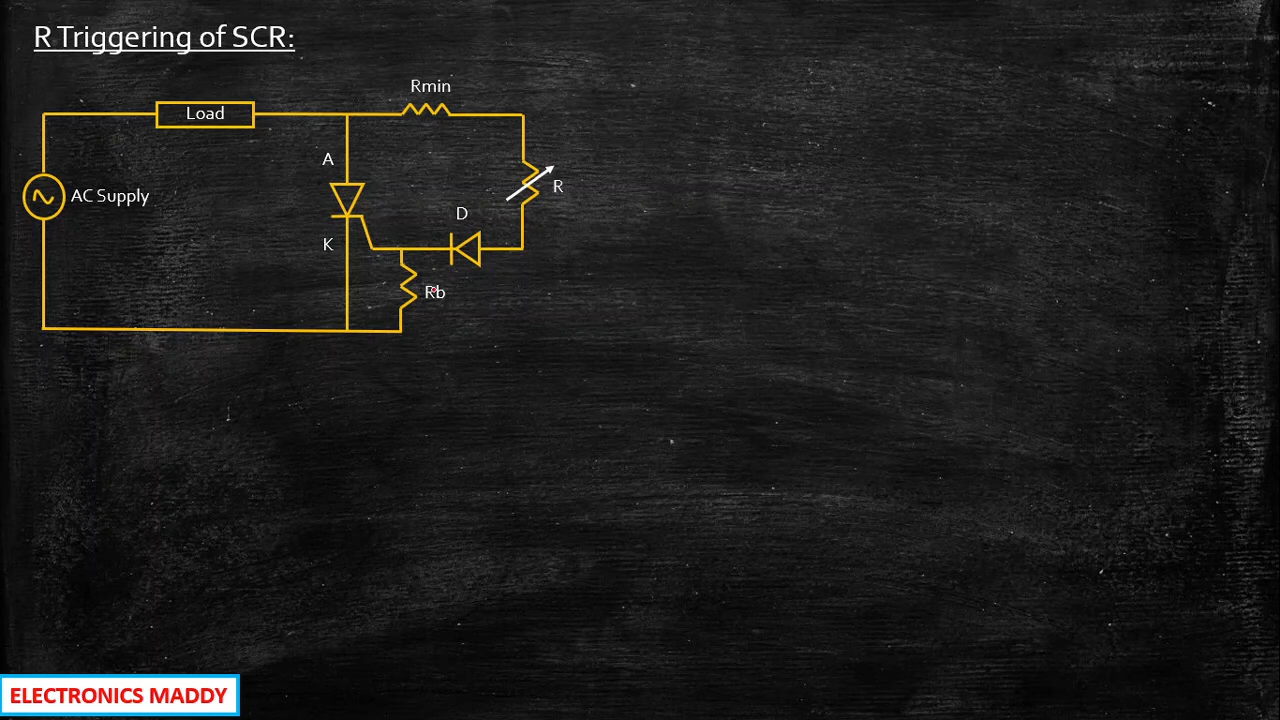 R Triggering of SCR:
Rmin
Load
A
AC Supply
R
D
K
Rb
ELECTRONICS MADDY